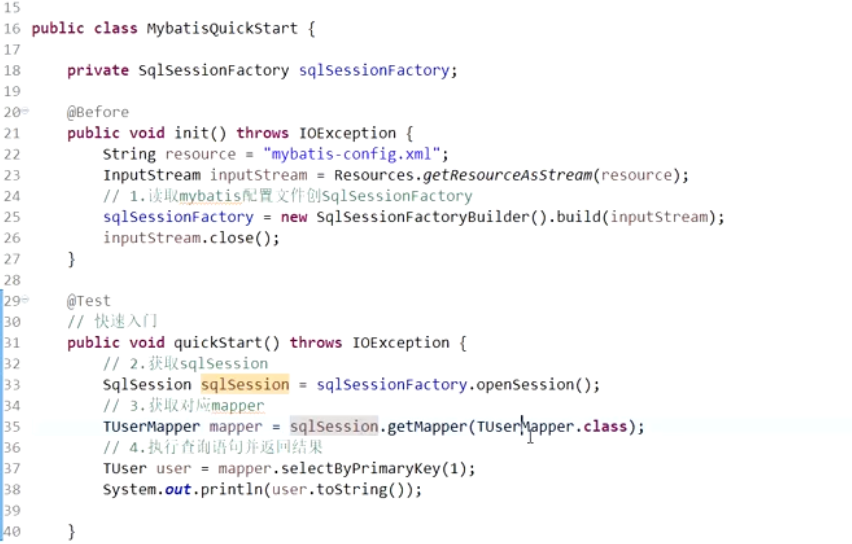 15
16 public class MybatisQuickStart {
17
18 private SqlSessionFactory sqlSessionFactory;
19
20 @Before
21 public void init() throws IOException {
22 String resource = "mybatis-config.xml";
23 InputStream inputStream = Resources.getResourceAsStream(resource);
24 // 1.读取mybatis配置文件创SqlSessionFactory
25 sqlSessionFactory = new SqlSessionFactoryBuilder().build(inputStream);
26 inputStream.close();
27 }
28
29 @Test
30 // 快速入门
31 public void quickStart() throws IOException {
32 // 2.获取sqlSession
33 SqlSession sqlSession = sqlSessionFactory.openSession();
34 // 3.获取对应mapper
35 TUserMapper mapper = sqlSession.getMapper(TUserMapper.class);
36 // 4.执行查询语句并返回结果
37 TUser user = mapper.selectByPrimaryKey(1);
38 System.out.println(user.toString());
39
40 }